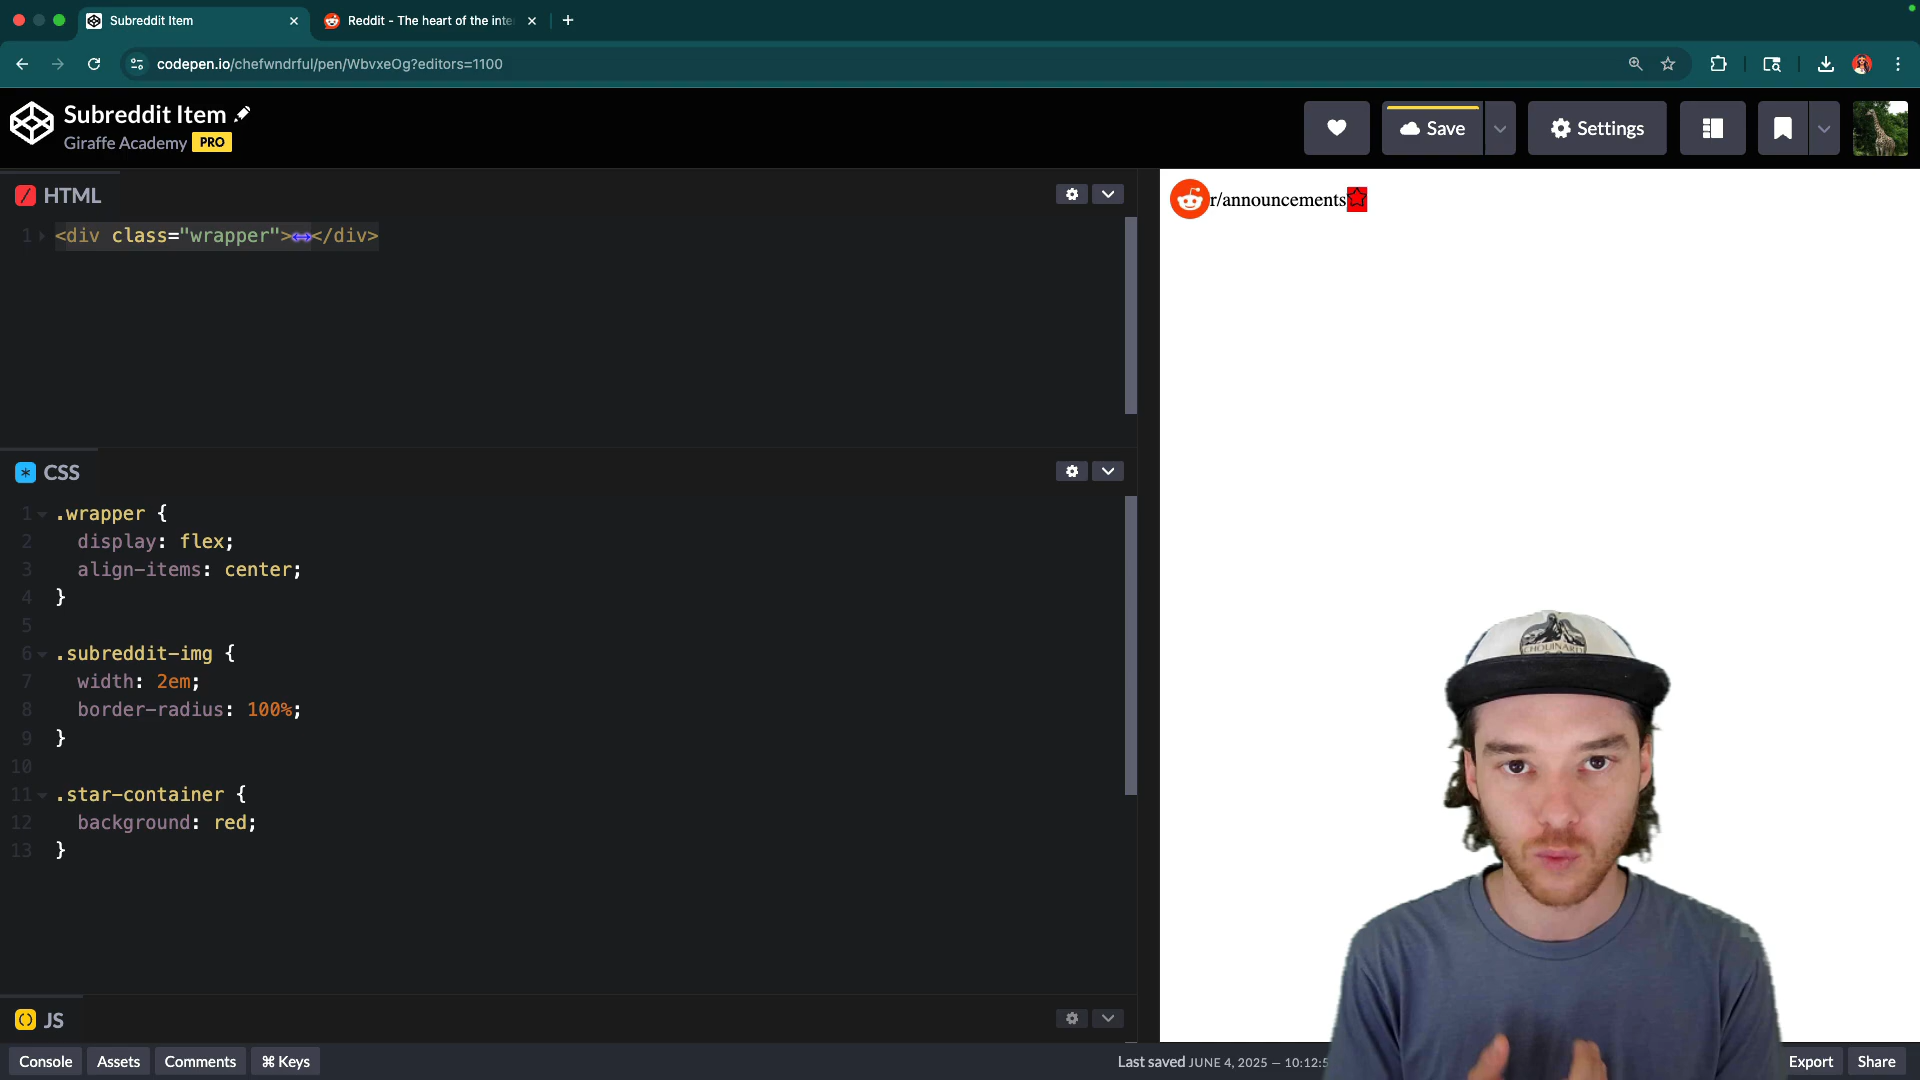 Subreddit Item
Reddit - The heart of the inte
codepen.io/chefwndrful/pen/WbvxeOg?editors=1100
Subreddit Item
Giraffe Academy PRO
Save
Settings
HTML
1 <div class="wrapper"></div>
r/announcements
CSS
1 .wrapper {
2 display: flex;
3 align-items: center;
4 }
5
6 .subreddit-img {
7 width: 2em;
8 border-radius: 100%;
9 }
10
11 .star-container {
12 background: red;
13 }
CHOUINARD
JS
Console Assets Comments ⌘ Keys Last saved JUNE 4, 2025 — 10:12:5 Export Share